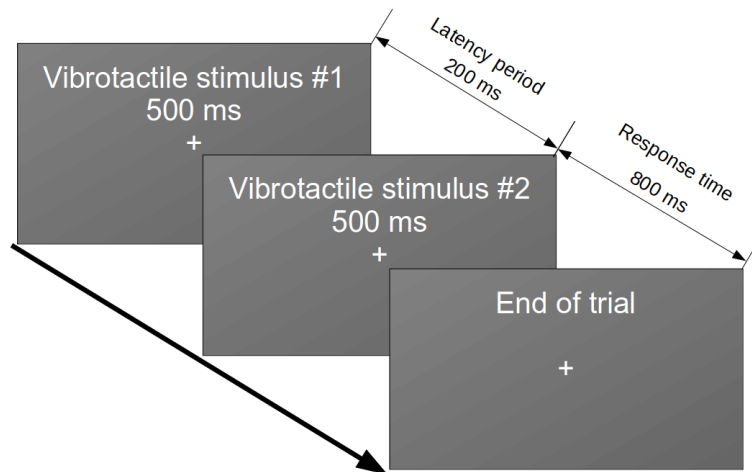 Vibrotactile stimulus #1
500 ms
+
Latency period
200 ms
Vibrotactile stimulus #2
500 ms
+
Response time
800 ms
End of trial
+